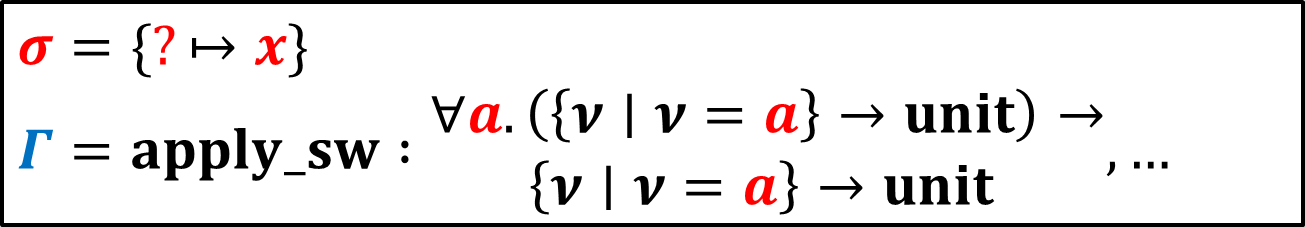 σ = {? ↦ x}
Γ = apply_sw : ∀a. ({ν | ν = a} → unit) →
{ν | ν = a} → unit , ...